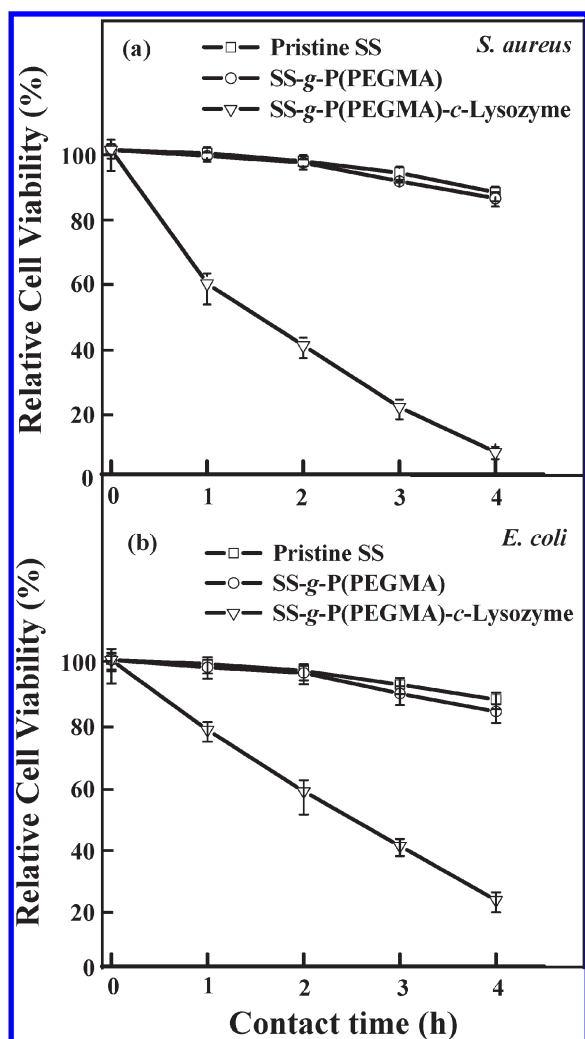 (a)
Pristine SS
S. aureus
SS-g-P(PEGMA)
SS-g-P(PEGMA)-c-Lysozyme
Relative Cell Viability (%)
100
80
60
40
20
0
0 1 2 3 4
(b)
E. coli
Pristine SS
SS-g-P(PEGMA)
SS-g-P(PEGMA)-c-Lysozyme
Relative Cell Viability (%)
100
80
60
40
20
0
0 1 2 3 4
Contact time (h)